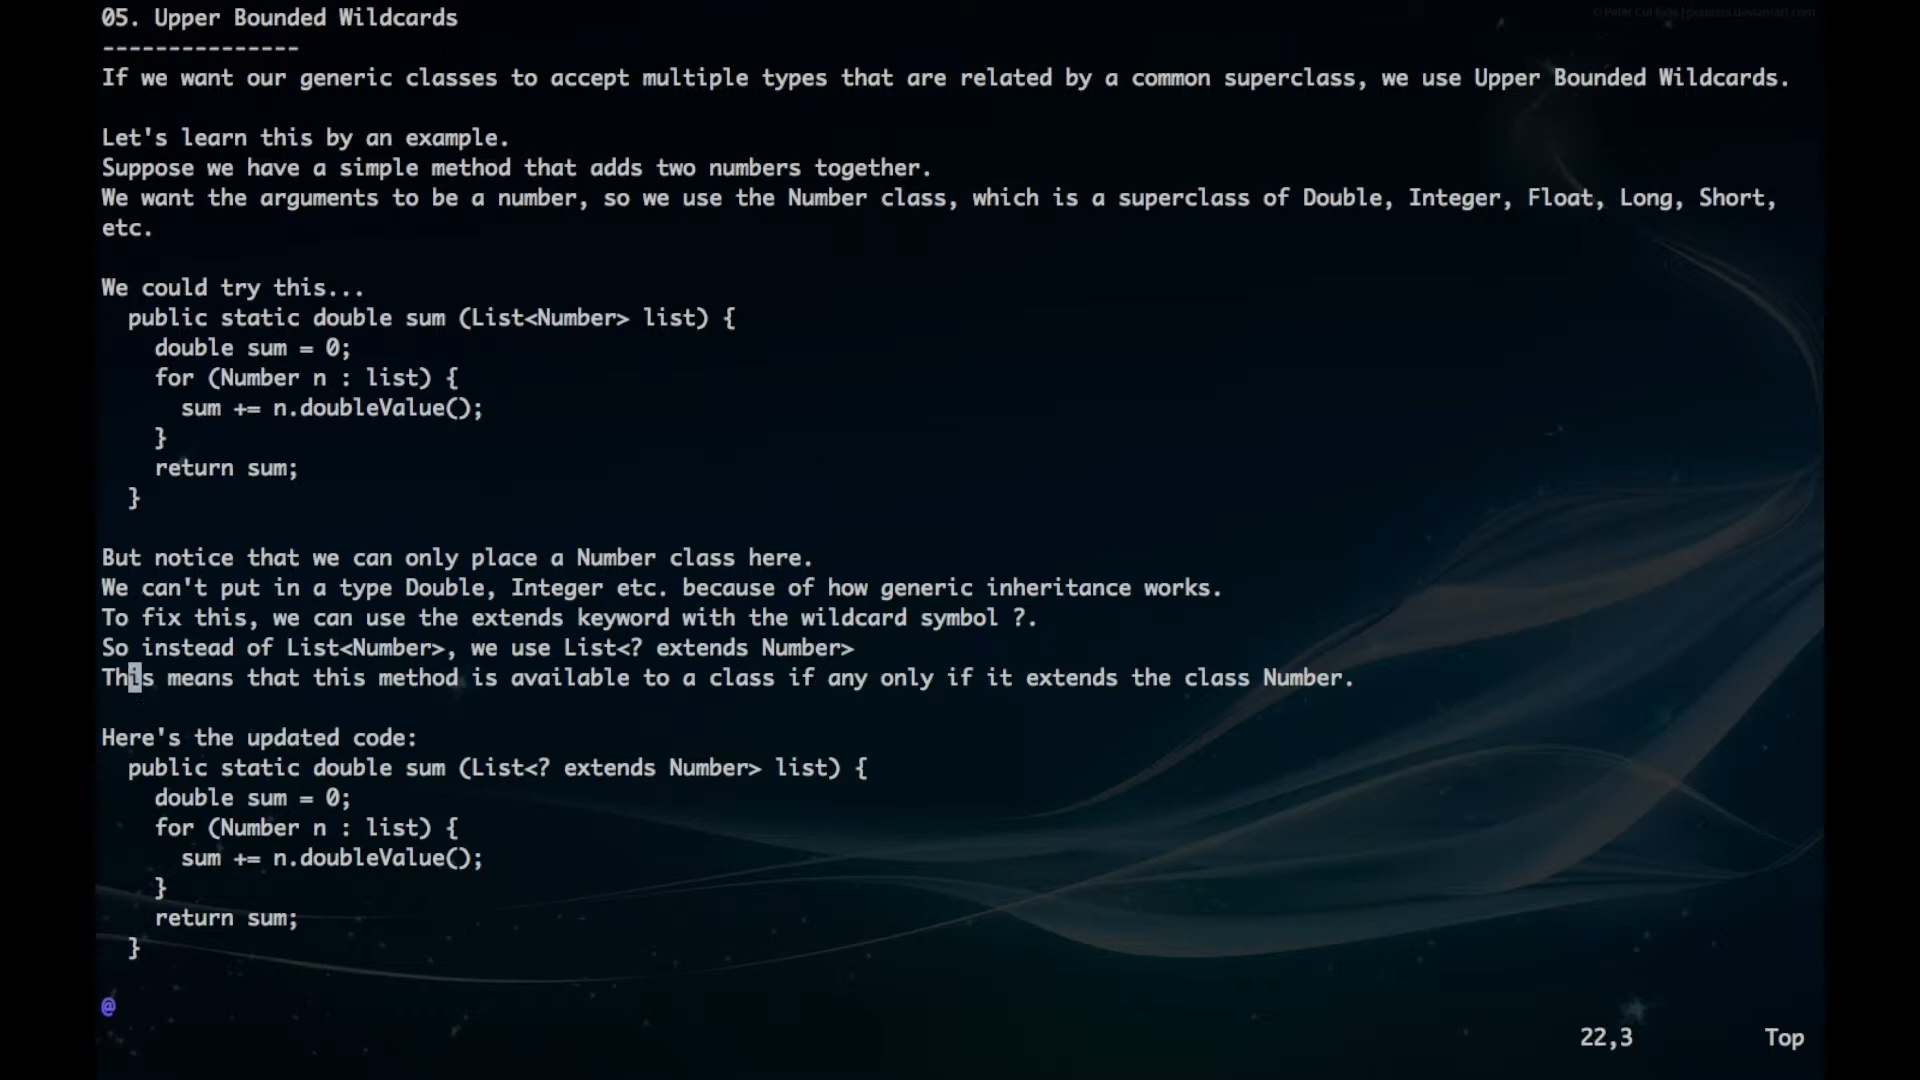 05. Upper Bounded Wildcards
---------------
If we want our generic classes to accept multiple types that are related by a common superclass, we use Upper Bounded Wildcards.
Let's learn this by an example.
Suppose we have a simple method that adds two numbers together.
We want the arguments to be a number, so we use the Number class, which is a superclass of Double, Integer, Float, Long, Short,
etc.
We could try this...
  public static double sum (List<Number> list) {
    double sum = 0;
    for (Number n : list) {
      sum += n.doubleValue();
    }
    return sum;
  }
But notice that we can only place a Number class here.
We can't put in a type Double, Integer etc. because of how generic inheritance works.
To fix this, we can use the extends keyword with the wildcard symbol ?.
So instead of List<Number>, we use List<? extends Number>
This means that this method is available to a class if any only if it extends the class Number.
Here's the updated code:
  public static double sum (List<? extends Number> list) {
    double sum = 0;
    for (Number n : list) {
      sum += n.doubleValue();
    }
    return sum;
  }
@
22,3 Top